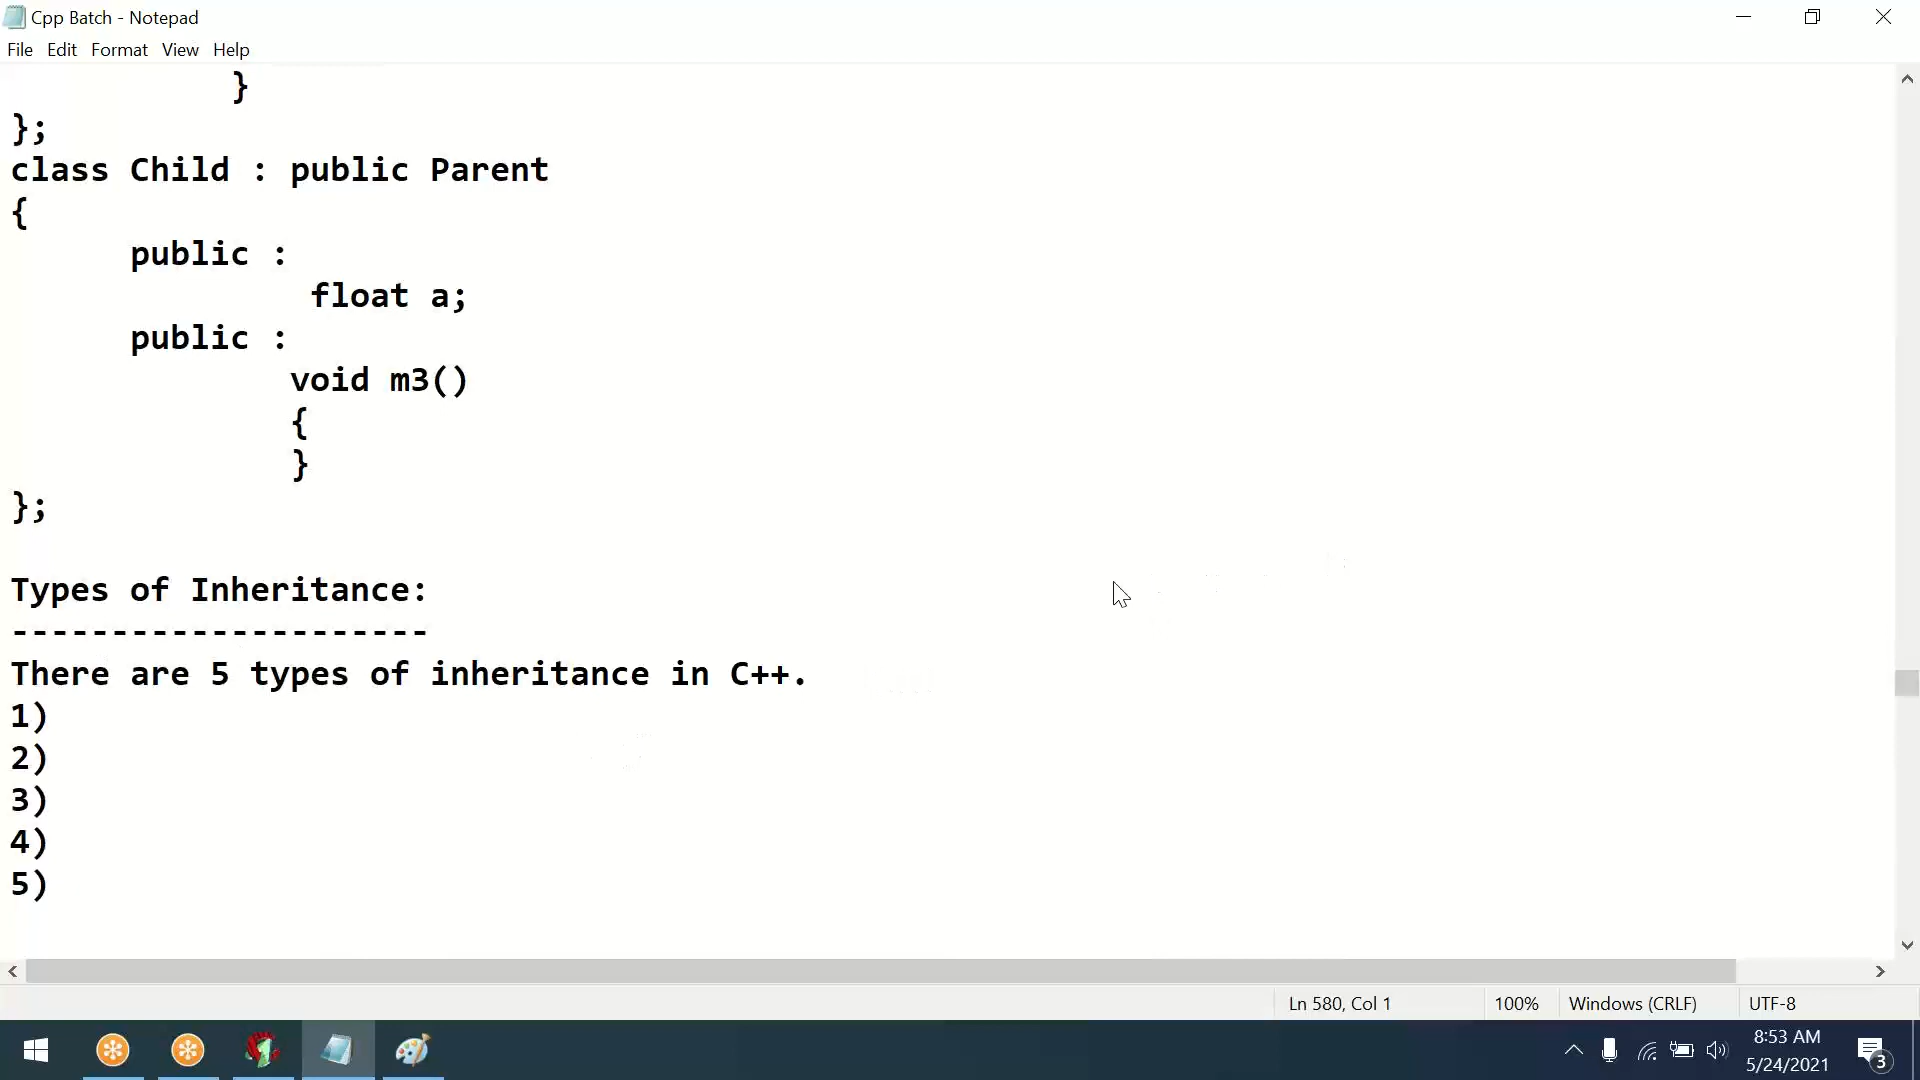 Cpp Batch - Notepad
File Edit Format View Help
}
};
class Child : public Parent
{
public :
float a;
public :
void m3()
{
}
};
Types of Inheritance:
---------------------
There are 5 types of inheritance in C++.
1)
2)
3)
4)
5)
Ln 580, Col 1 100% Windows (CRLF) UTF-8
8:53 AM
5/24/2021
3